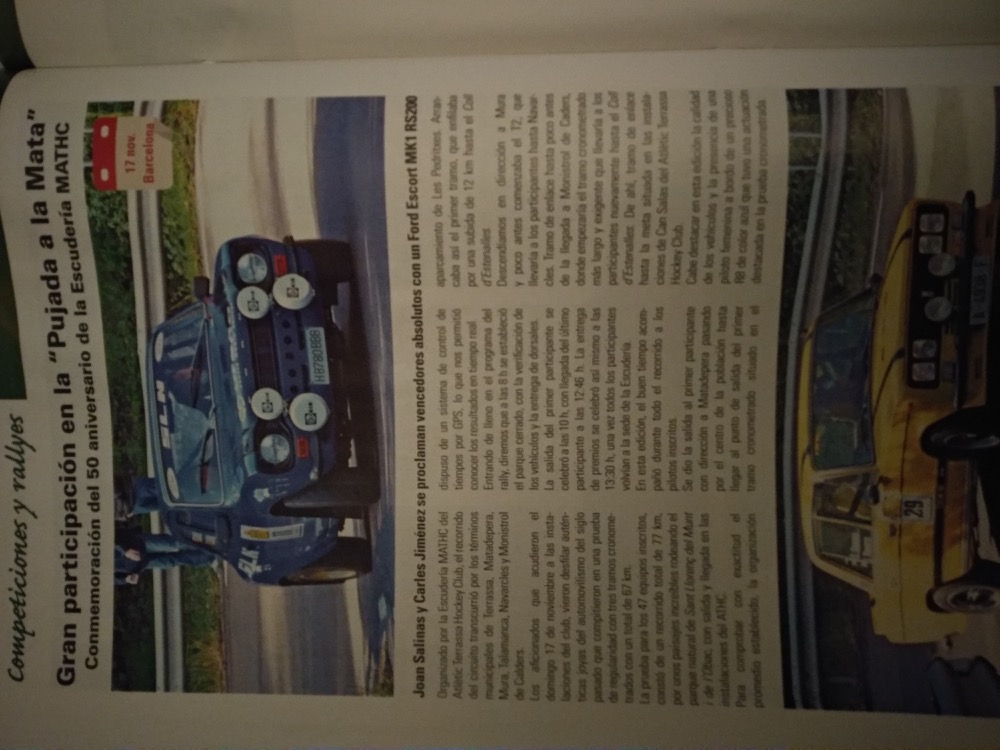 Competiciones y rallyes
Gran participación en la "Pujada a la Mata"
Conmemoración del 50 aniversario de la Escudería MATHC
17 nov.
Barcelona
SLN
SLN
H8780BBB
Joan Salinas y Carles Jiménez se proclaman vencedores absolutos con un Ford Escort MK1 RS200
Organizado por la Escudería MATHC del
Atlètic Terrassa Hockey Club, el recorrido
del circuito transcurrió por los términos
municipales de Terrassa, Matadepera,
Mura, Talamanca, Navarcles y Monistrol
de Calders.
Los aficionados que acudieron el
domingo 17 de noviembre a las insta-
laciones del club, vieron desfilar autén-
ticas joyas del automovilismo del siglo
pasado que compitieron en una prueba
de regularidad con tres tramos cronome-
trados con un total de 67 km.
La prueba para los 47 equipos inscritos,
constó de un recorrido total de 77 km,
por unos paisajes increíbles rodeando el
parque natural de Sant Llorenç del Munt
i de l'Obac, con salida y llegada en las
instalaciones del ATHC.
Para comprobar con exactitud el
promedio establecido, la organización
dispuso de un sistema de control de
tiempos por GPS, lo que nos permitió
conocer los resultados en tiempo real.
Entrando de lleno en el programa del
rally, diremos que a las 8 h se estableció
el parque cerrado, con la verificación de
los vehículos y la entrega de dorsales.
La salida del primer participante se
celebró a las 10 h, con llegada del último
participante a las 12:46 h. La entrega
de premios se celebró así mismo a las
13:30 h, una vez todos los participantes
volvían a la sede de la Escudería.
En esta edición, el buen tiempo acom-
pañó durante todo el recorrido a los
pilotos inscritos.
Se dio la salida al primer participante
con dirección a Matadepera pasando
por el centro de la población hasta
llegar al punto de salida del primer
tramo cronometrado situado en el
aparcamiento de Les Pedritxes. Arran-
caba así el primer tramo, que enfilaba
por una subida de 12 km hasta el Coll
d'Estenalles.
Descendíamos en dirección a Mura
y poco antes comenzaba el T2, que
llevaría a los participantes hasta Navar-
cles. Tramo de enlace hasta poco antes
de la llegada a Monistrol de Caders,
donde empezaría el tramo cronometrado
más largo y exigente que llevaría a los
participantes nuevamente hasta el Coll
d'Estenalles. De ahí, tramo de enlace
hasta la meta situada en las instala-
ciones de Can Salas del Atlètic Terrassa
Hockey Club.
Cabe destacar en esta edición la calidad
de los vehículos y la presencia de una
piloto femenina a bordo de un precioso
R8 de color azul que tuvo una actuación
destacada en la prueba cronometrada.
29
A 4938 F